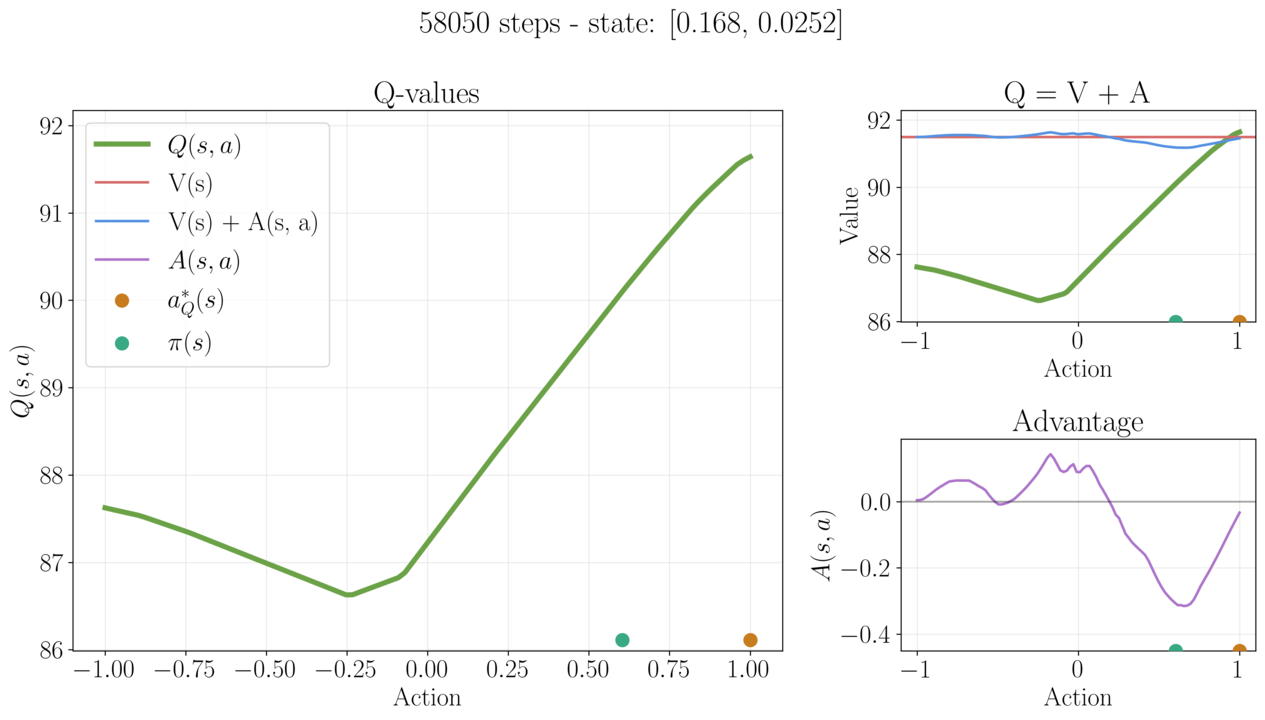 58050 steps - state: [0.168, 0.0252]
Q-values
92
91
90
89
88
87
86
Q(s, a)
Q(s, a)
V(s)
V(s) + A(s, a)
A(s, a)
a*Q(s)
π(s)
−1.00 −0.75 −0.50 −0.25 0.00 0.25 0.50 0.75 1.00
Action
Q = V + A
92
90
88
86
Value
−1 0 1
Action
Advantage
0.0
−0.2
−0.4
A(s, a)
−1 0 1
Action